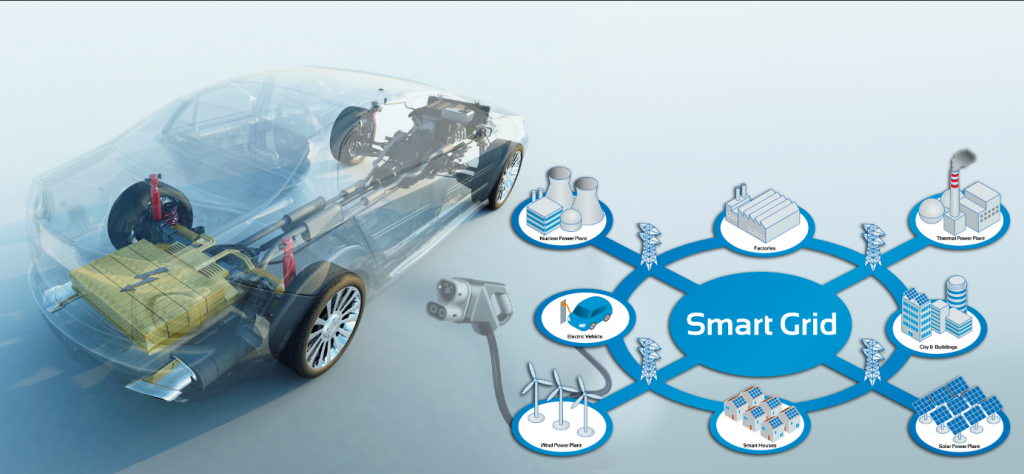 Nuclear Power Plant
Factories
Thermal Power Plant
Smart Grid
Electric Vehicle
City & Buildings
Wind Power Plant
Smart Houses
Solar Power Plant